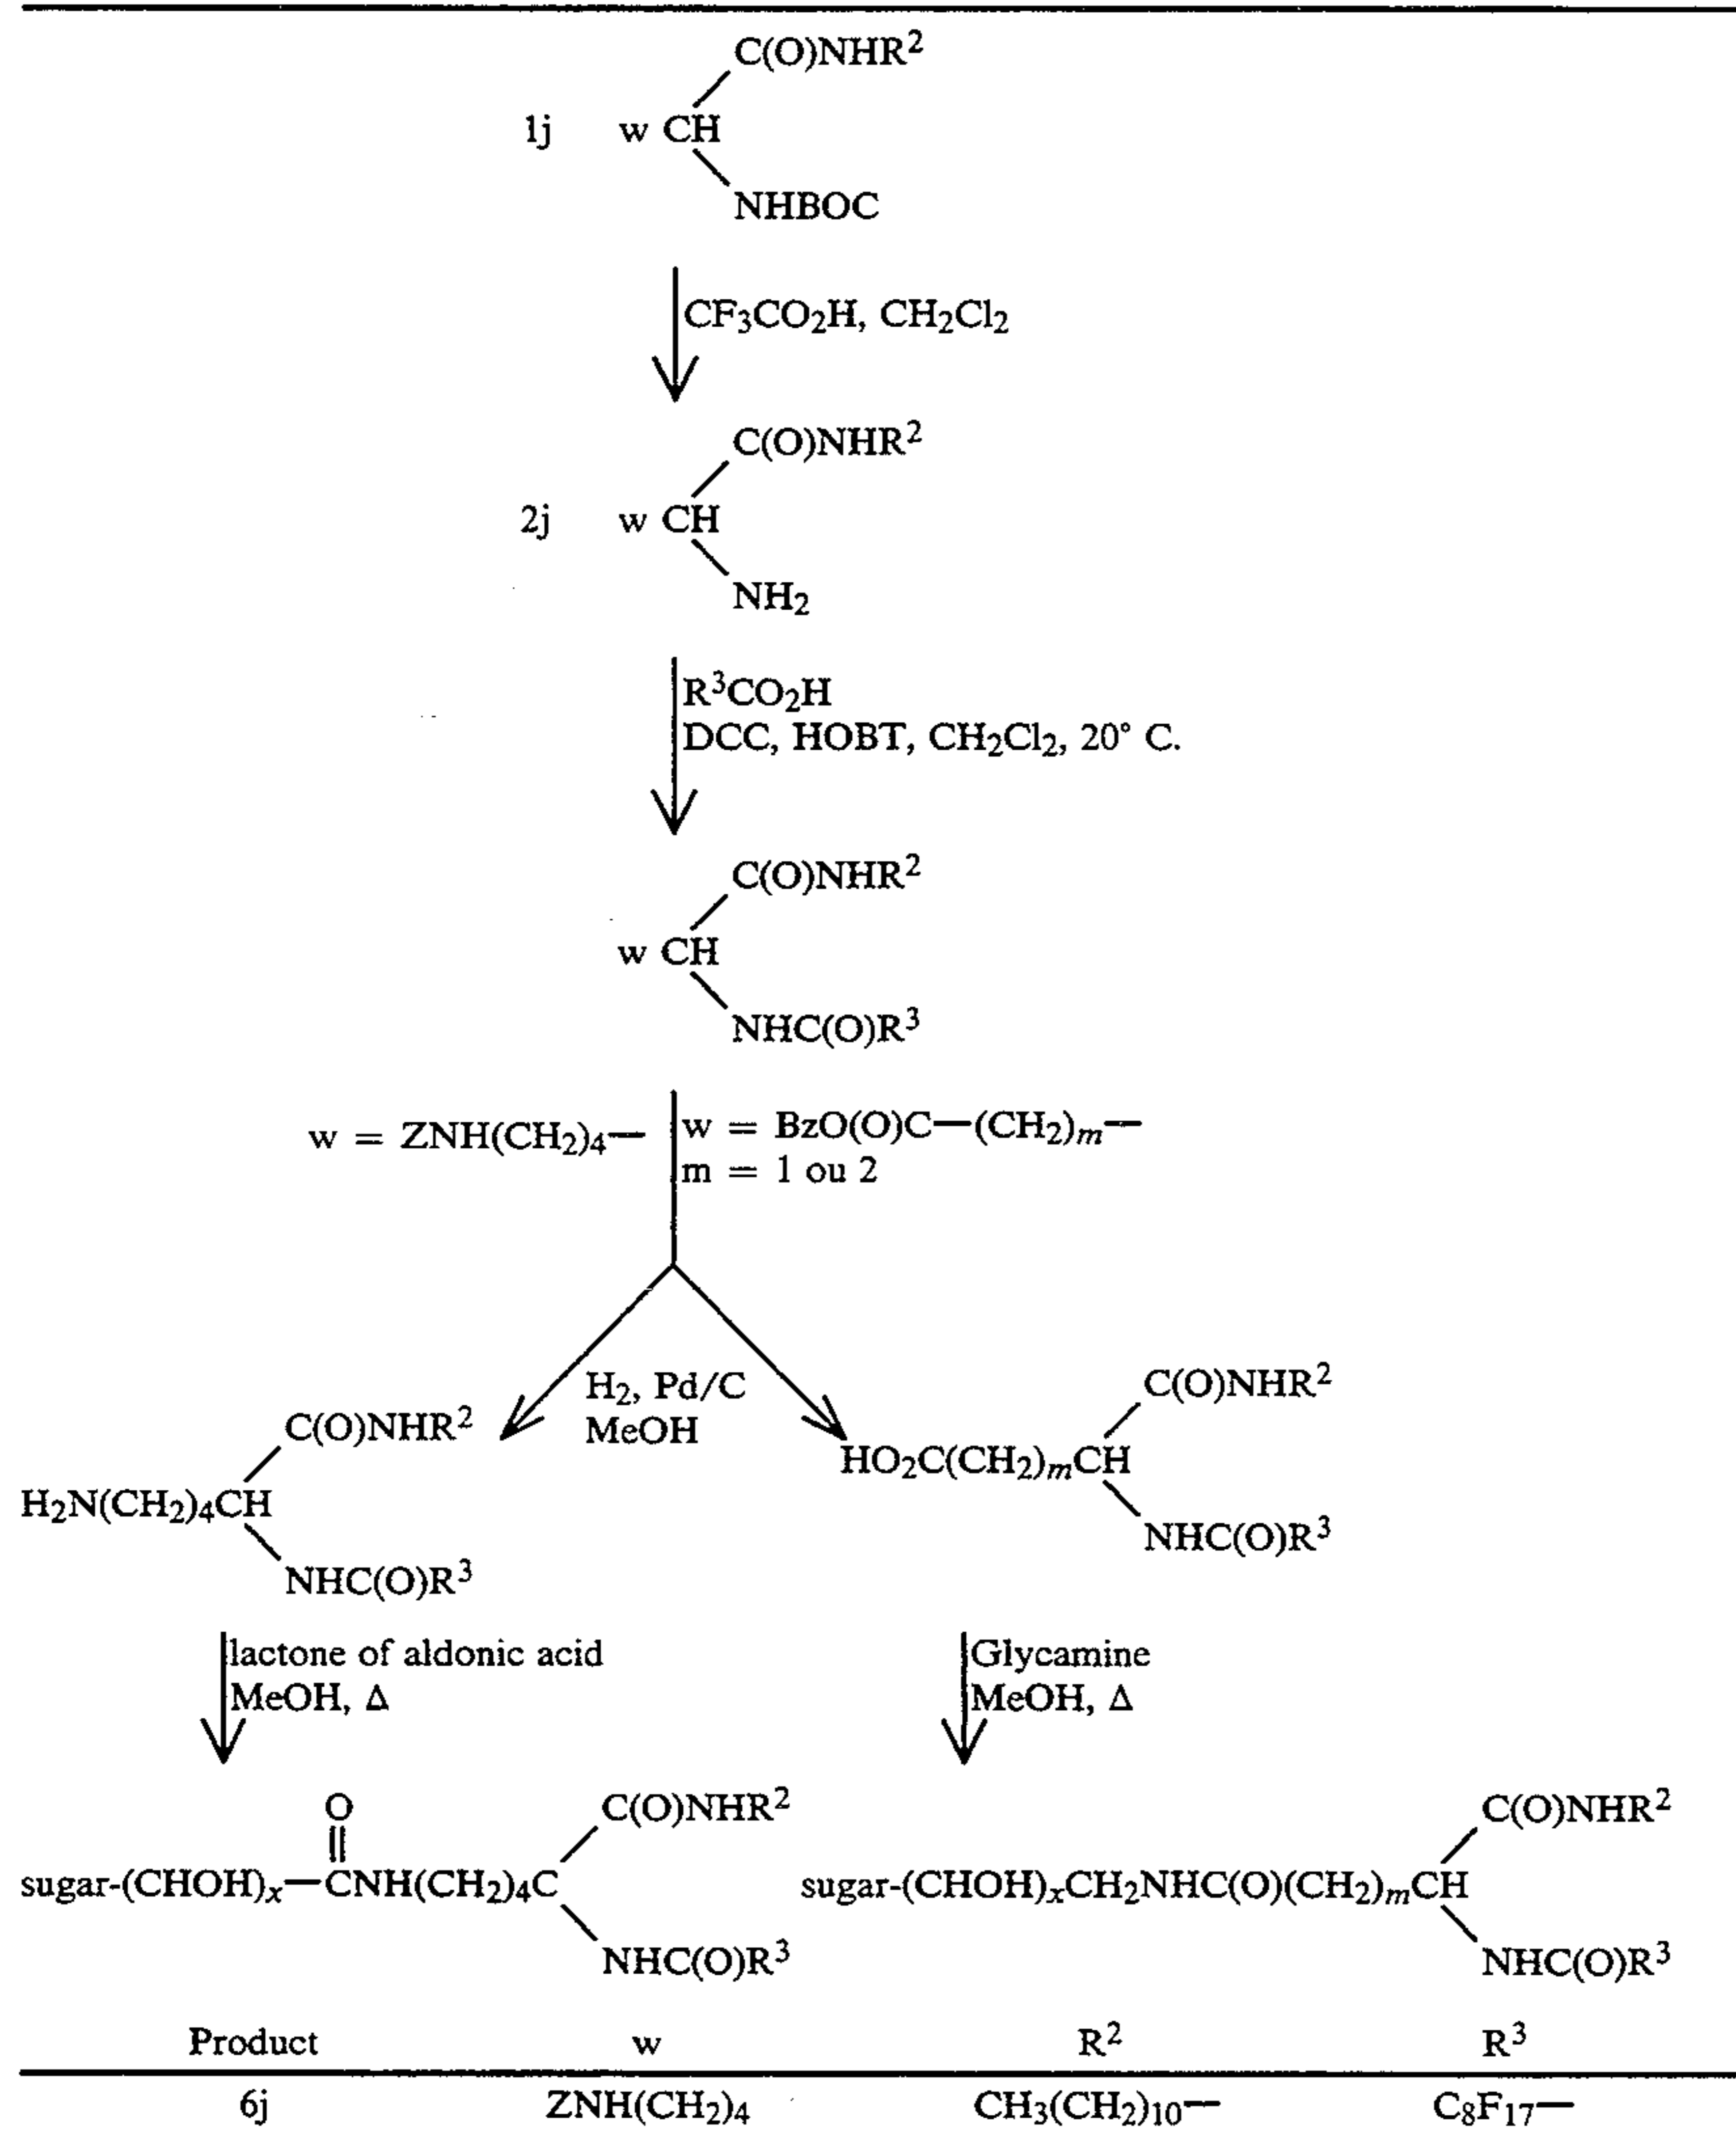 C(O)NHR²
1j w CH
NHBOC
CF₃CO₂H, CH₂Cl₂
C(O)NHR²
2j w CH
NH₂
R³CO₂H
DCC, HOBT, CH₂Cl₂, 20° C.
C(O)NHR²
w CH
NHC(O)R³
w = ZNH(CH₂)₄—
w = BzO(O)C—(CH₂)ₘ—
m = 1 ou 2
H₂, Pd/C
MeOH
C(O)NHR²
H₂N(CH₂)₄CH
NHC(O)R³
C(O)NHR²
HO₂C(CH₂)ₘCH
NHC(O)R³
lactone of aldonic acid
MeOH, Δ
Glycamine
MeOH, Δ
O
C(O)NHR²
sugar-(CHOH)ₓ—CNH(CH₂)₄C
NHC(O)R³
C(O)NHR²
sugar-(CHOH)ₓCH₂NHC(O)(CH₂)ₘCH
NHC(O)R³
Product w R² R³
6j ZNH(CH₂)₄ CH₃(CH₂)₁₀— C₈F₁₇—